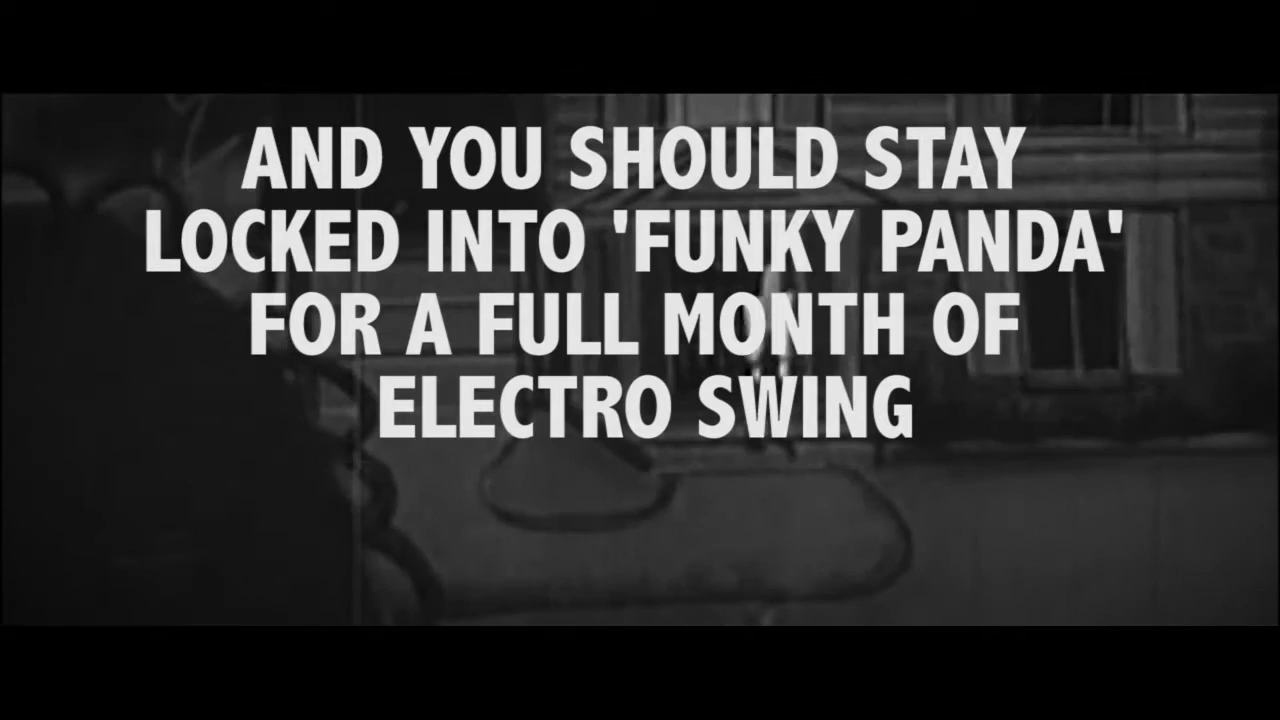 AND YOU SHOULD STAY
LOCKED INTO 'FUNKY PANDA'
FOR A FULL MONTH OF
ELECTRO SWING